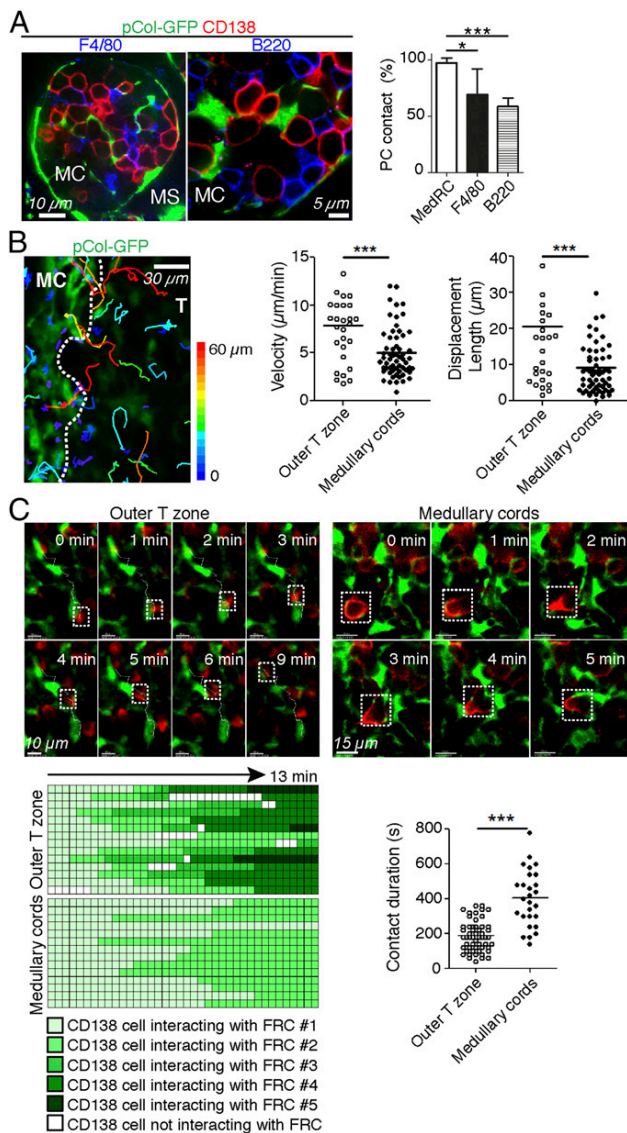 A
pCol-GFP CD138
F4/80
B220
MC
MS
10 µm
MC
5 µm
PC contact (%)
100
50
0
***
*
MedRC
F4/80
B220
B
pCol-GFP
MC
30 µm
T
60 µm
0
Velocity (µm/min)
15
10
5
0
***
Outer T zone
Medullary cords
Displacement
Length (µm)
40
30
20
10
0
***
Outer T zone
Medullary cords
C
Outer T zone
0 min
1 min
2 min
3 min
4 min
5 min
6 min
9 min
10 µm
Medullary cords
0 min
1 min
2 min
3 min
4 min
5 min
15 µm
13 min
Outer T zone
Medullary cords
CD138 cell interacting with FRC #1
CD138 cell interacting with FRC #2
CD138 cell interacting with FRC #3
CD138 cell interacting with FRC #4
CD138 cell interacting with FRC #5
CD138 cell not interacting with FRC
Contact duration (s)
800
600
400
200
0
***
Outer T zone
Medullary cords